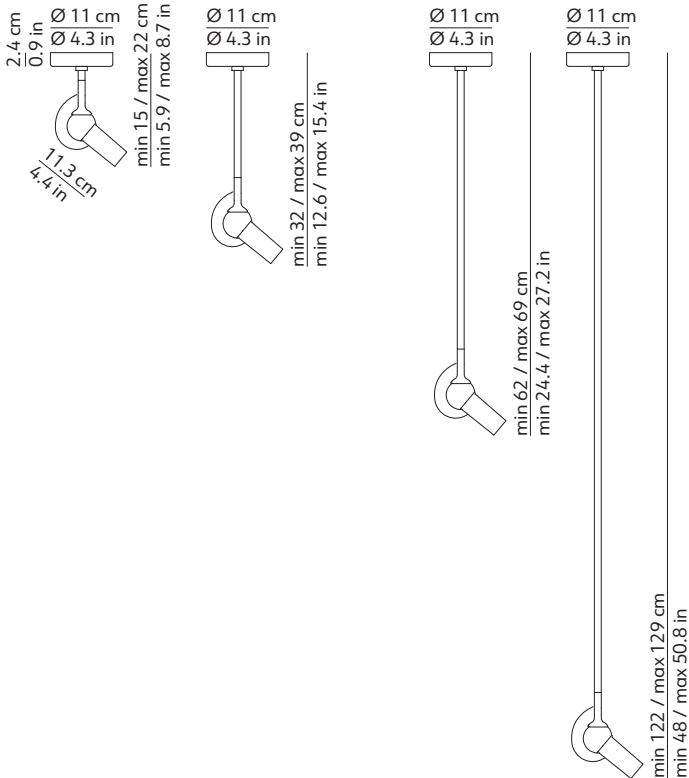 2.4 cm
0.9 in
Ø 11 cm
Ø 4.3 in
min 15 / max 22 cm
min 5.9 / max 8.7 in
11.3 cm
4.4 in
Ø 11 cm
Ø 4.3 in
min 32 / max 39 cm
min 12.6 / max 15.4 in
Ø 11 cm
Ø 4.3 in
min 62 / max 69 cm
min 24.4 / max 27.2 in
Ø 11 cm
Ø 4.3 in
min 122 / max 129 cm
min 48 / max 50.8 in